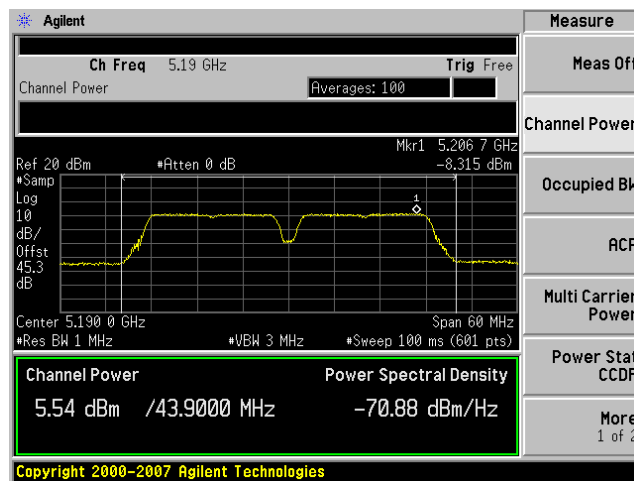 Agilent
Ch Freq 5.19 GHz Trig Free
Channel Power Averages: 100
Mkr1 5.206 7 GHz
Ref 20 dBm #Atten 0 dB -8.315 dBm
#Samp
Log
10
dB/
Offst
45.3
dB
1
Center 5.190 0 GHz Span 60 MHz
#Res BW 1 MHz #VBW 3 MHz #Sweep 100 ms (601 pts)
Channel Power Power Spectral Density
5.54 dBm /43.9000 MHz -70.88 dBm/Hz
Copyright 2000-2007 Agilent Technologies
Measure
Meas Off
Channel Power
Occupied BW
ACP
Multi Carrier
Power
Power Stat
CCDF
More
1 of 2